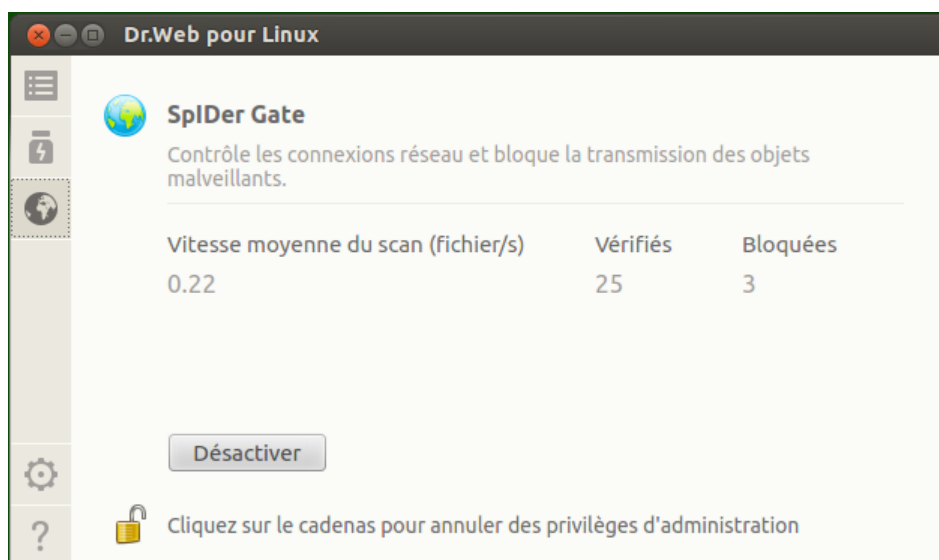 Dr.Web pour Linux
SpIDer Gate
Contrôle les connexions réseau et bloque la transmission des objets
malveillants.
Vitesse moyenne du scan (fichier/s) Vérifiés Bloquées
0.22 25 3
Désactiver
Cliquez sur le cadenas pour annuler des privilèges d'administration
?